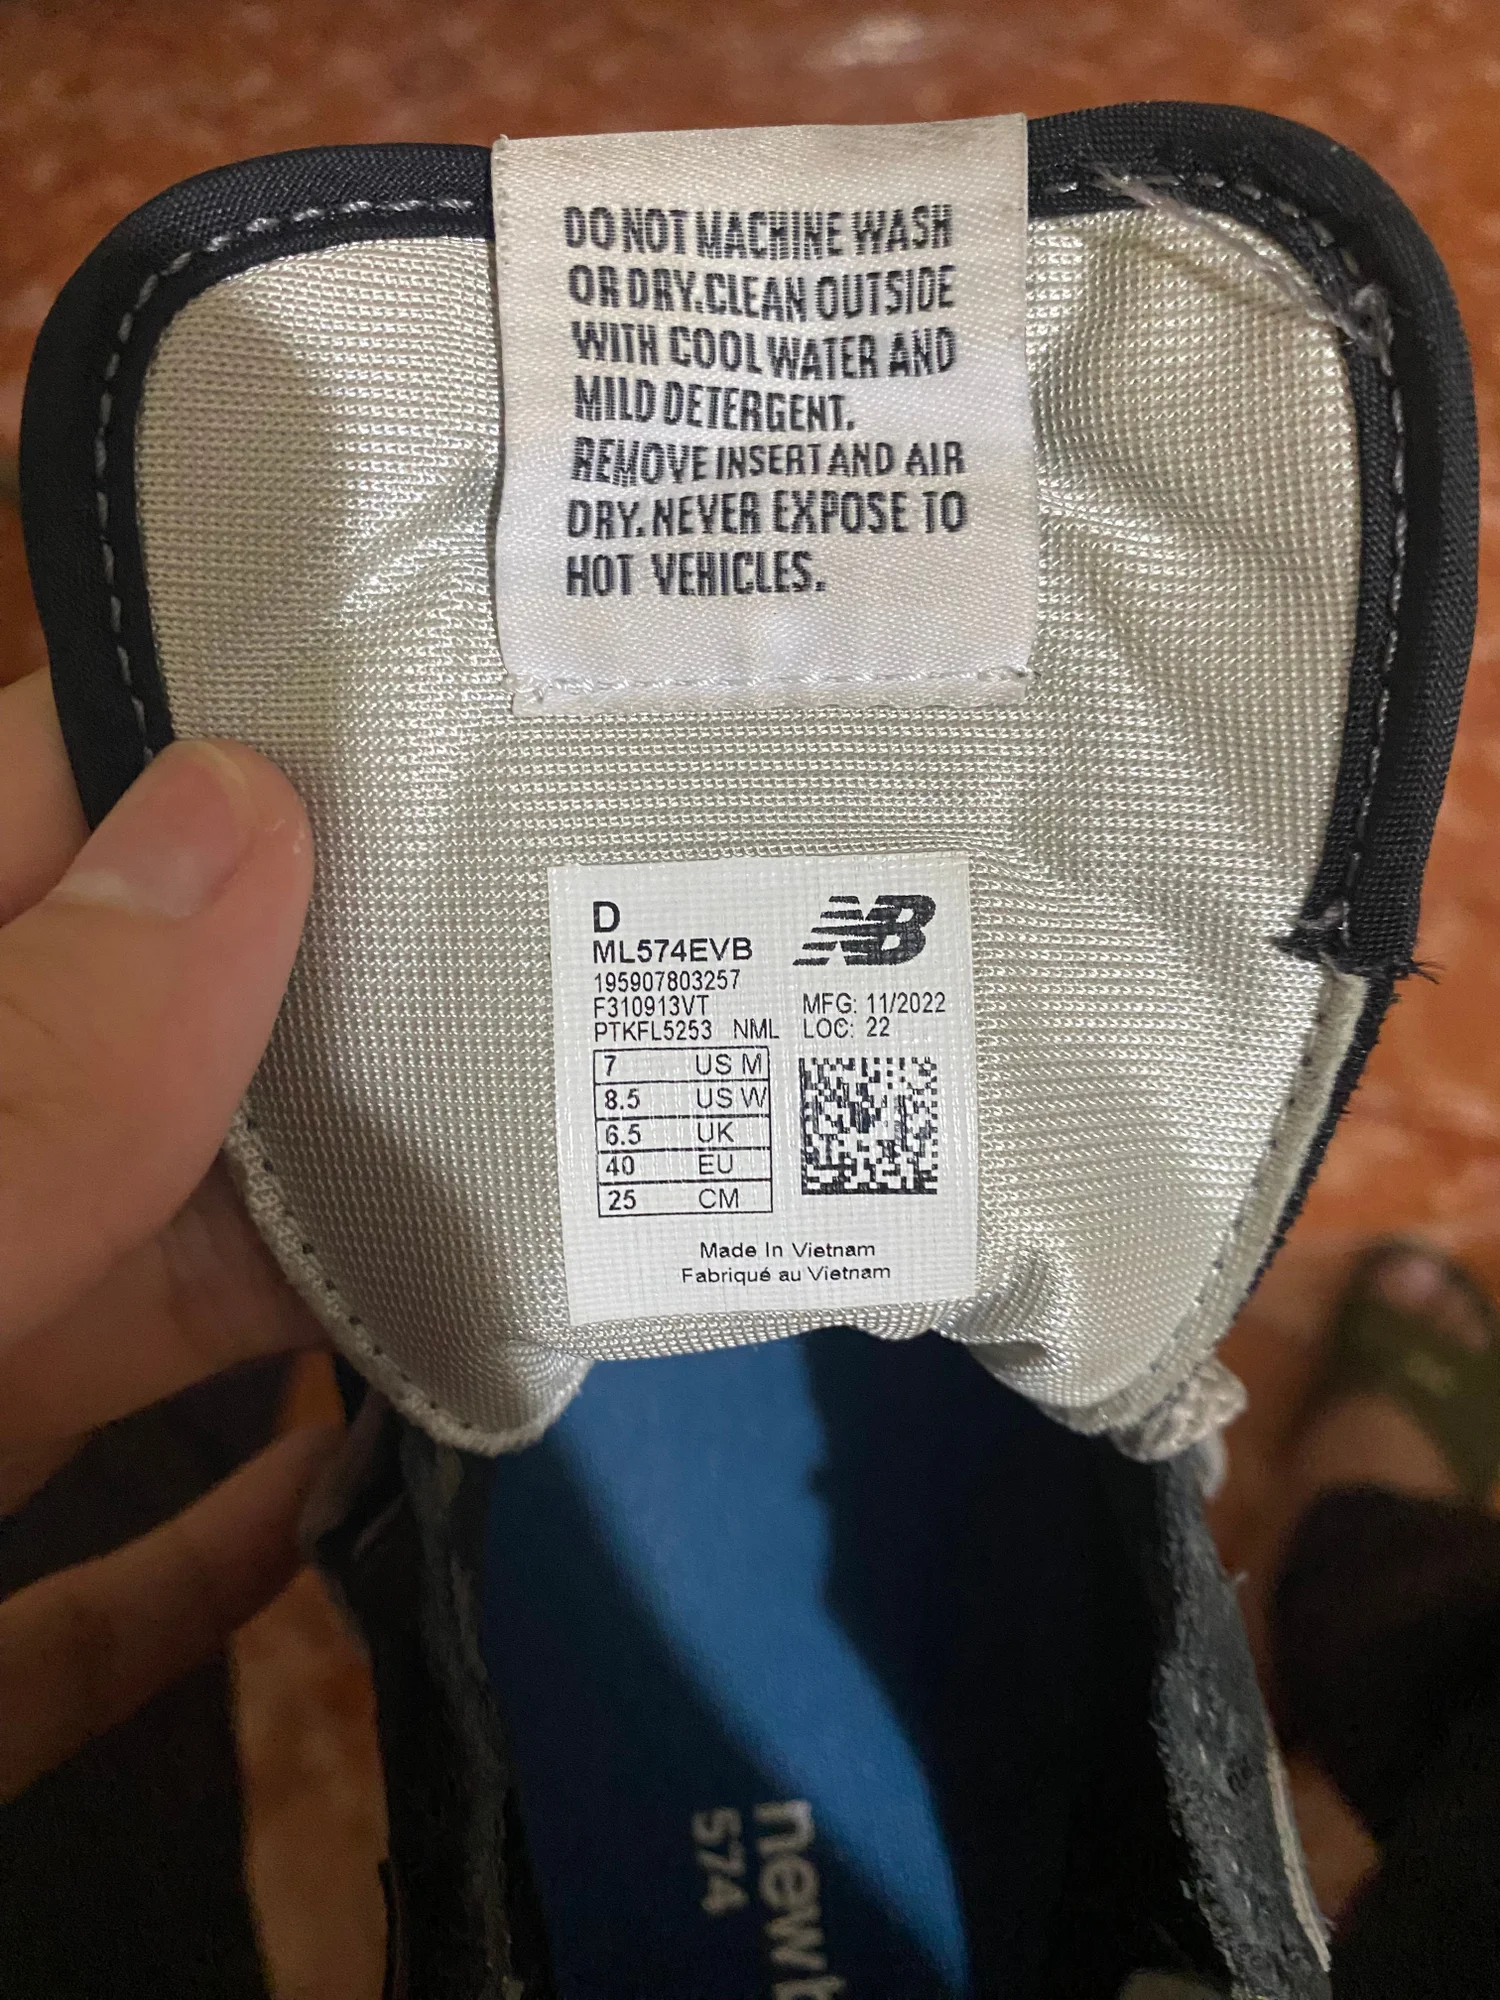 DO NOT MACHINE WASH
OR DRY.CLEAN OUTSIDE
WITH COOL WATER AND
MILD DETERGENT.
REMOVE INSERT AND AIR
DRY. NEVER EXPOSE TO
HOT VEHICLES.
D
ML574EVB
NB
195907803257
F310913VT
MFG: 11/2022
PTKFL5253 NML
LOC: 22
7 US M
8.5 US W
6.5 UK
40 EU
25 CM
Made In Vietnam
Fabriqué au Vietnam
new b
574